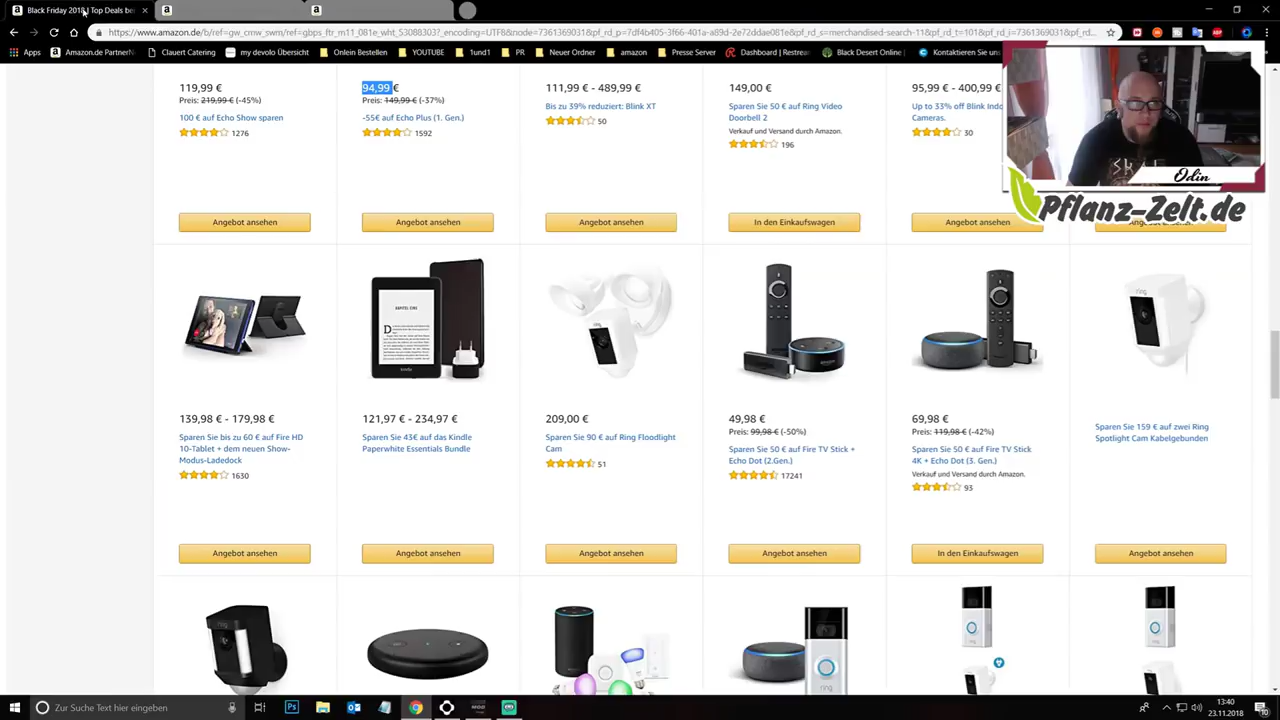 Black Friday 2018 | Top Deals be
https://www.amazon.de/b/ref=gw_cmw_swn/ref=gbps_ftr_m11_081e_wht_53088303?_encoding=UTF8&node=7361369031&pf_rd_p=7df4b405-3f66-401a-a89d-2e72ddae081e&pf_rd_s=merchandised-search-11&pf_rd_t=101&pf_rd_i=7361369031&pf_rd_m...
Apps Amazon.de PartnerN Clauert Catering my devolo Übersicht Onlein Bestellen YOUTUBE 1und1 PR Neuer Ordner amazon Presse Server Dashboard | Restrea Black Desert Online Kontaktieren Sie uns
119,99 € 94,99 € 111,99 € - 489,99 € 149,00 € 95,99 € - 400,99 €
Preis: 219,99 € (-45%) Preis: 149,99 € (-37%) Bis zu 39% reduziert: Blink XT Sparen Sie 50 € auf Ring Video Up to 33% off Blink Indo
100 € auf Echo Show sparen -55€ auf Echo Plus (1. Gen.) 50 Doorbell 2 Cameras.
1276 1592 Verkauf und Versand durch Amazon. 30
196
Odin
Pflanz-Zelt.de
Angebot ansehen Angebot ansehen Angebot ansehen In den Einkaufswagen Angebot ansehen
ring
139,98 € - 179,98 € 121,97 € - 234,97 € 209,00 € 49,98 € 69,98 €
Sparen Sie bis zu 60 € auf Fire HD Sparen Sie 43€ auf das Kindle Sparen Sie 90 € auf Ring Floodlight Preis: 99,98 € (-50%) Preis: 119,98 € (-42%) Sparen Sie 159 € auf zwei Ring
10-Tablet + dem neuen Show- Paperwhite Essentials Bundle Cam Sparen Sie 50 € auf Fire TV Stick + Sparen Sie 50 € auf Fire TV Stick Spotlight Cam Kabelgebunden
Modus-Ladedock 51 Echo Dot (2.Gen.) 4K + Echo Dot (3. Gen.)
1630 17241 Verkauf und Versand durch Amazon.
93
Angebot ansehen Angebot ansehen Angebot ansehen Angebot ansehen In den Einkaufswagen Angebot ansehen
ring
Zur Suche hier eingeben
13:40
23.11.2018